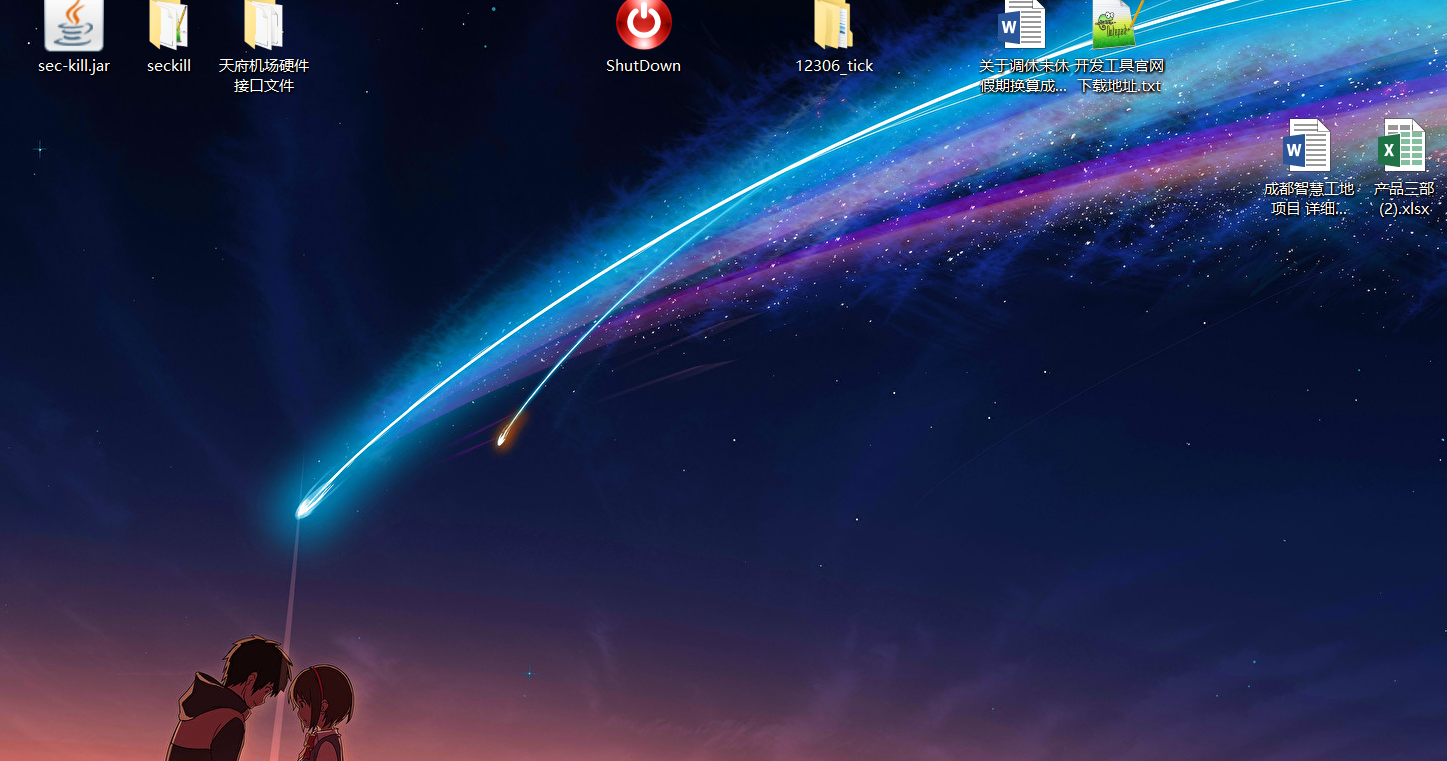 sec-kill.jar
seckill
天府机场硬件
接口文件
ShutDown
12306_tick
关于调休未休
假期换算成...
开发工具官网
下载地址.txt
成都智慧工地
项目 详细...
产品三部
(2).xlsx